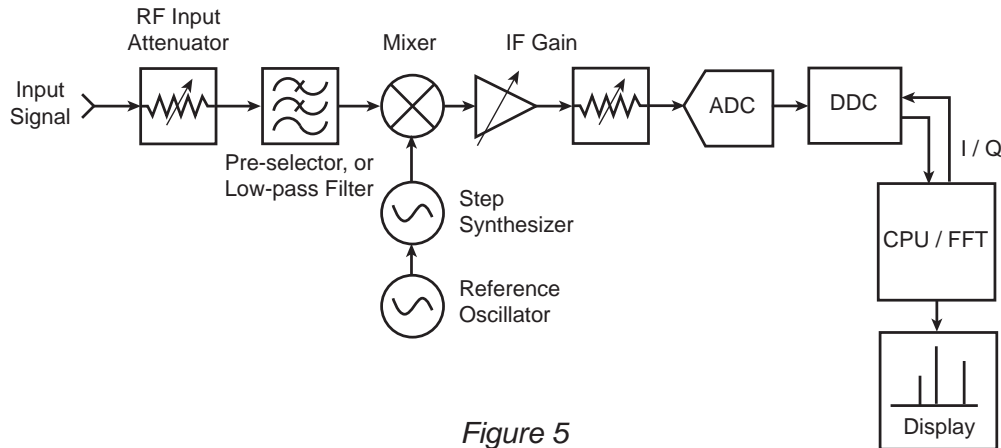 RF Input
Attenuator
Mixer
IF Gain
Input
Signal
ADC
DDC
I / Q
Pre-selector, or
Low-pass Filter
Step
Synthesizer
CPU / FFT
Reference
Oscillator
Display
Figure 5